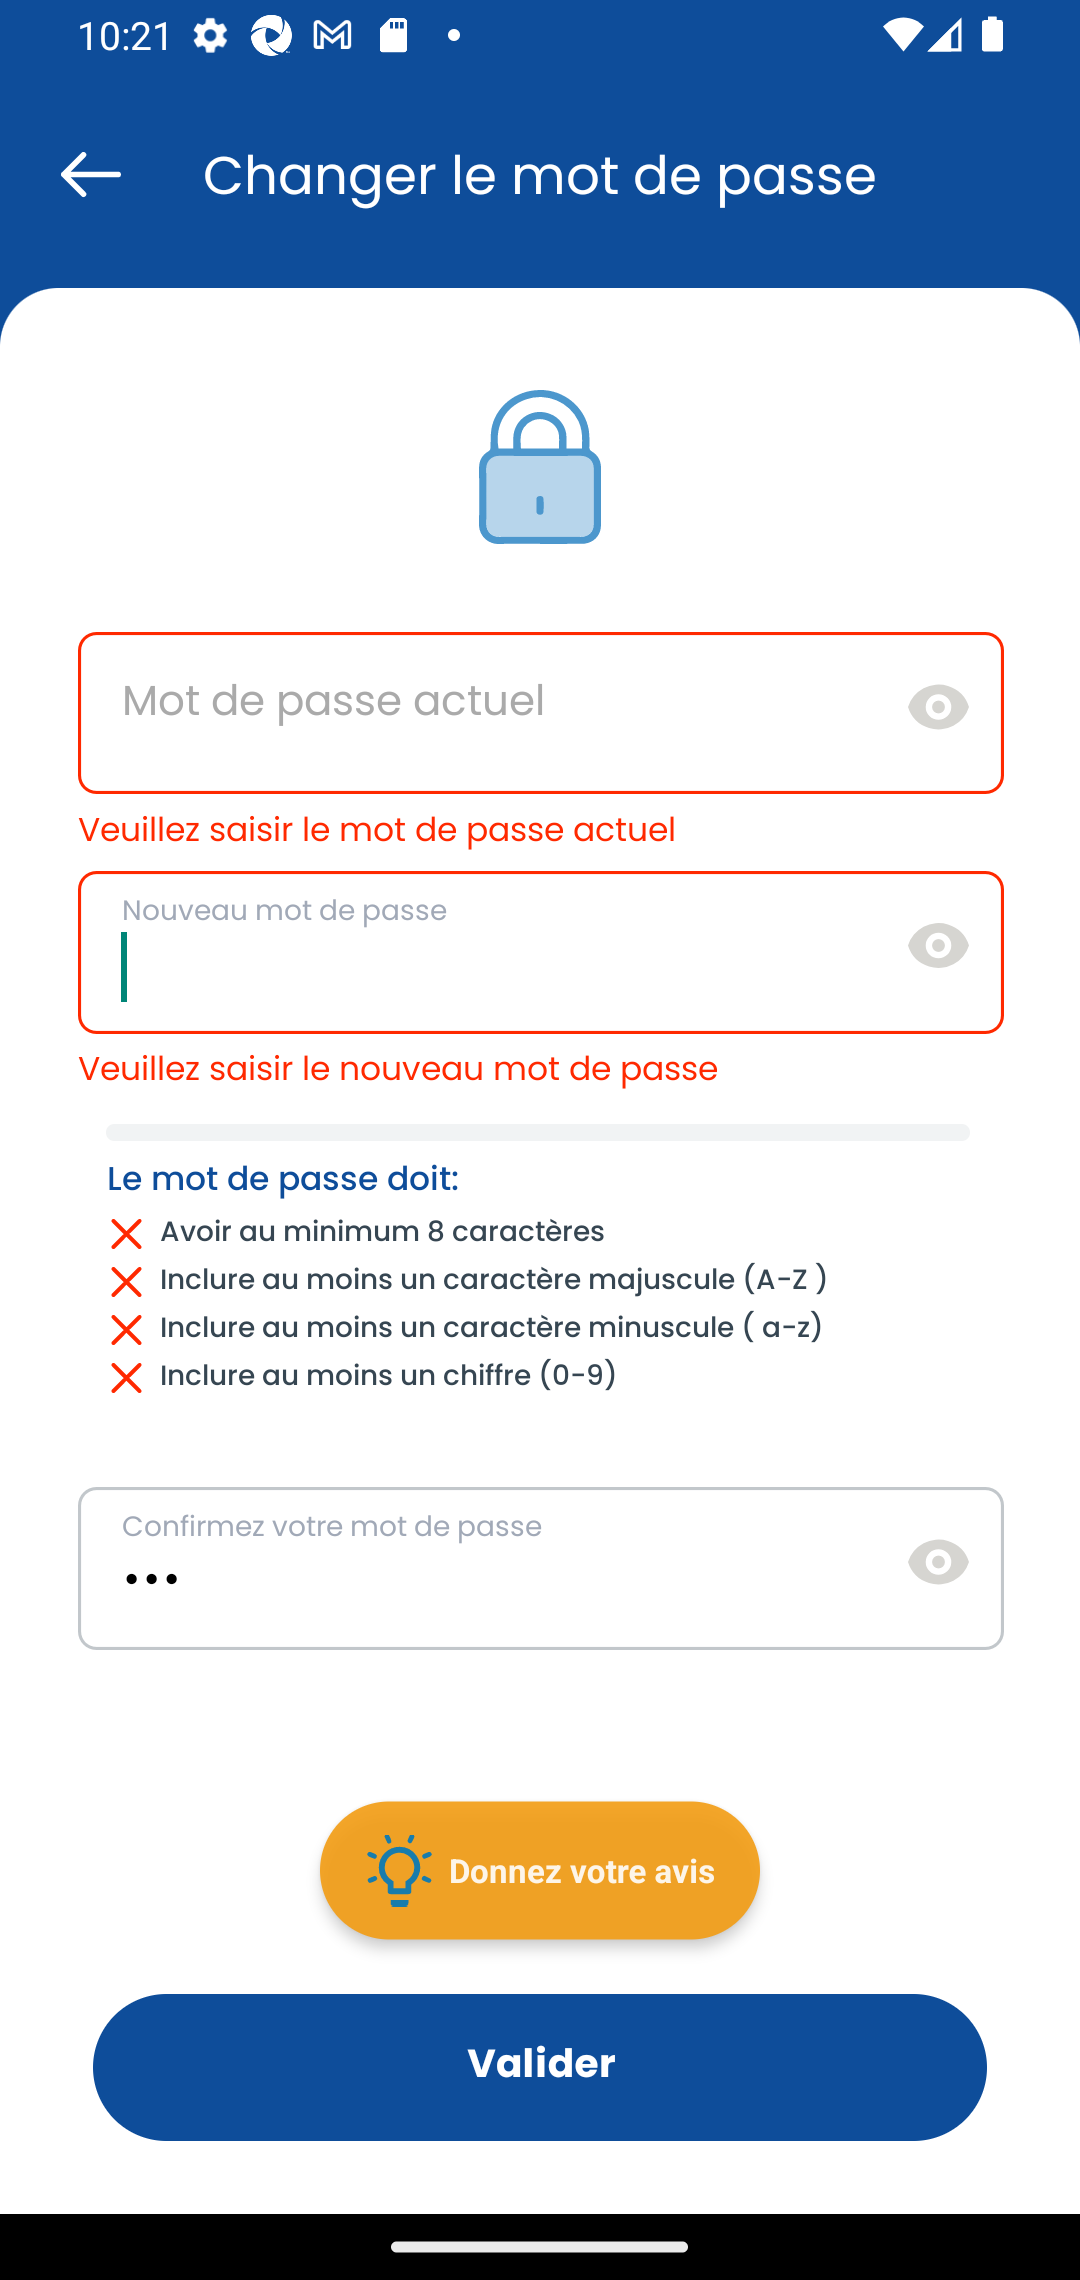 10:21
Changer le mot de passe
Mot de passe actuel
Veuillez saisir le mot de passe actuel
Nouveau mot de passe
Veuillez saisir le nouveau mot de passe
Le mot de passe doit:
Avoir au minimum 8 caractères
Inclure au moins un caractère majuscule (A-Z )
Inclure au moins un caractère minuscule ( a-z)
Inclure au moins un chiffre (0-9)
Confirmez votre mot de passe
•••
Donnez votre avis
Valider